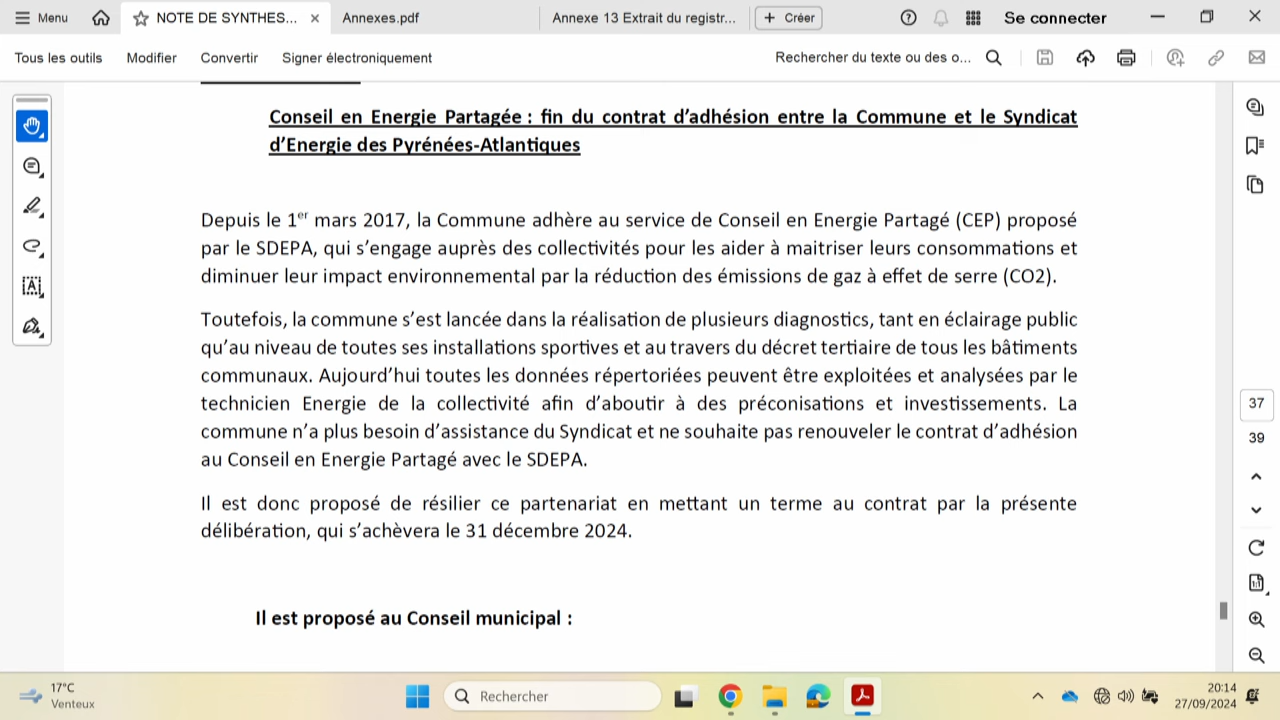 Menu
NOTE DE SYNTHES...
Annexes.pdf
Annexe 13 Extrait du registr...
+ Créer
Se connecter
Tous les outils
Modifier
Convertir
Signer électroniquement
Rechercher du texte ou des o...
Conseil en Energie Partagée : fin du contrat d’adhésion entre la Commune et le Syndicat
d’Energie des Pyrénées-Atlantiques
Depuis le 1er mars 2017, la Commune adhère au service de Conseil en Energie Partagé (CEP) proposé
par le SDEPA, qui s’engage auprès des collectivités pour les aider à maitriser leurs consommations et
diminuer leur impact environnemental par la réduction des émissions de gaz à effet de serre (CO2).
Toutefois, la commune s’est lancée dans la réalisation de plusieurs diagnostics, tant en éclairage public
qu’au niveau de toutes ses installations sportives et au travers du décret tertiaire de tous les bâtiments
communaux. Aujourd’hui toutes les données répertoriées peuvent être exploitées et analysées par le
technicien Energie de la collectivité afin d’aboutir à des préconisations et investissements. La
commune n’a plus besoin d’assistance du Syndicat et ne souhaite pas renouveler le contrat d’adhésion
au Conseil en Energie Partagé avec le SDEPA.
Il est donc proposé de résilier ce partenariat en mettant un terme au contrat par la présente
délibération, qui s’achèvera le 31 décembre 2024.
Il est proposé au Conseil municipal :
37
39
1:1
17°C
Venteux
Rechercher
20:14
27/09/2024